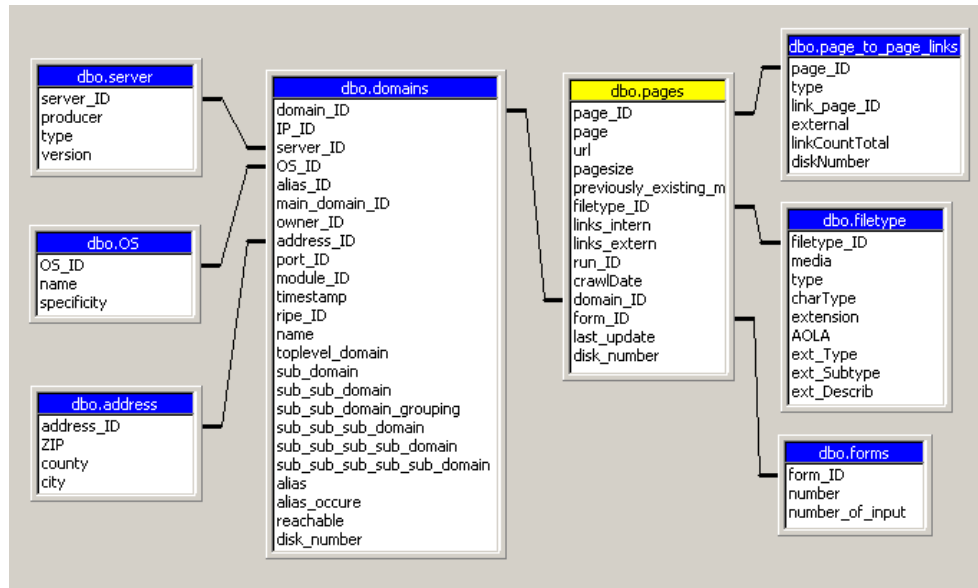 dbo.server
server_ID
producer
type
version
dbo.OS
OS_ID
name
specificity
dbo.address
address_ID
ZIP
county
city
dbo.domains
domain_ID
IP_ID
server_ID
OS_ID
alias_ID
main_domain_ID
owner_ID
address_ID
port_ID
module_ID
timestamp
ripe_ID
name
toplevel_domain
sub_domain
sub_sub_domain
sub_sub_domain_grouping
sub_sub_sub_domain
sub_sub_sub_sub_domain
sub_sub_sub_sub_sub_domain
alias
alias_occure
reachable
disk_number
dbo.pages
page_ID
page
url
pagesize
previously_existing_m
filetype_ID
links_intern
links_extern
run_ID
crawlDate
domain_ID
form_ID
last_update
disk_number
dbo.page_to_page_links
page_ID
type
link_page_ID
external
linkCountTotal
diskNumber
dbo.filetype
filetype_ID
media
type
charType
extension
AOLA
ext_Type
ext_Subtype
ext_Describ
dbo.forms
form_ID
number
number_of_input